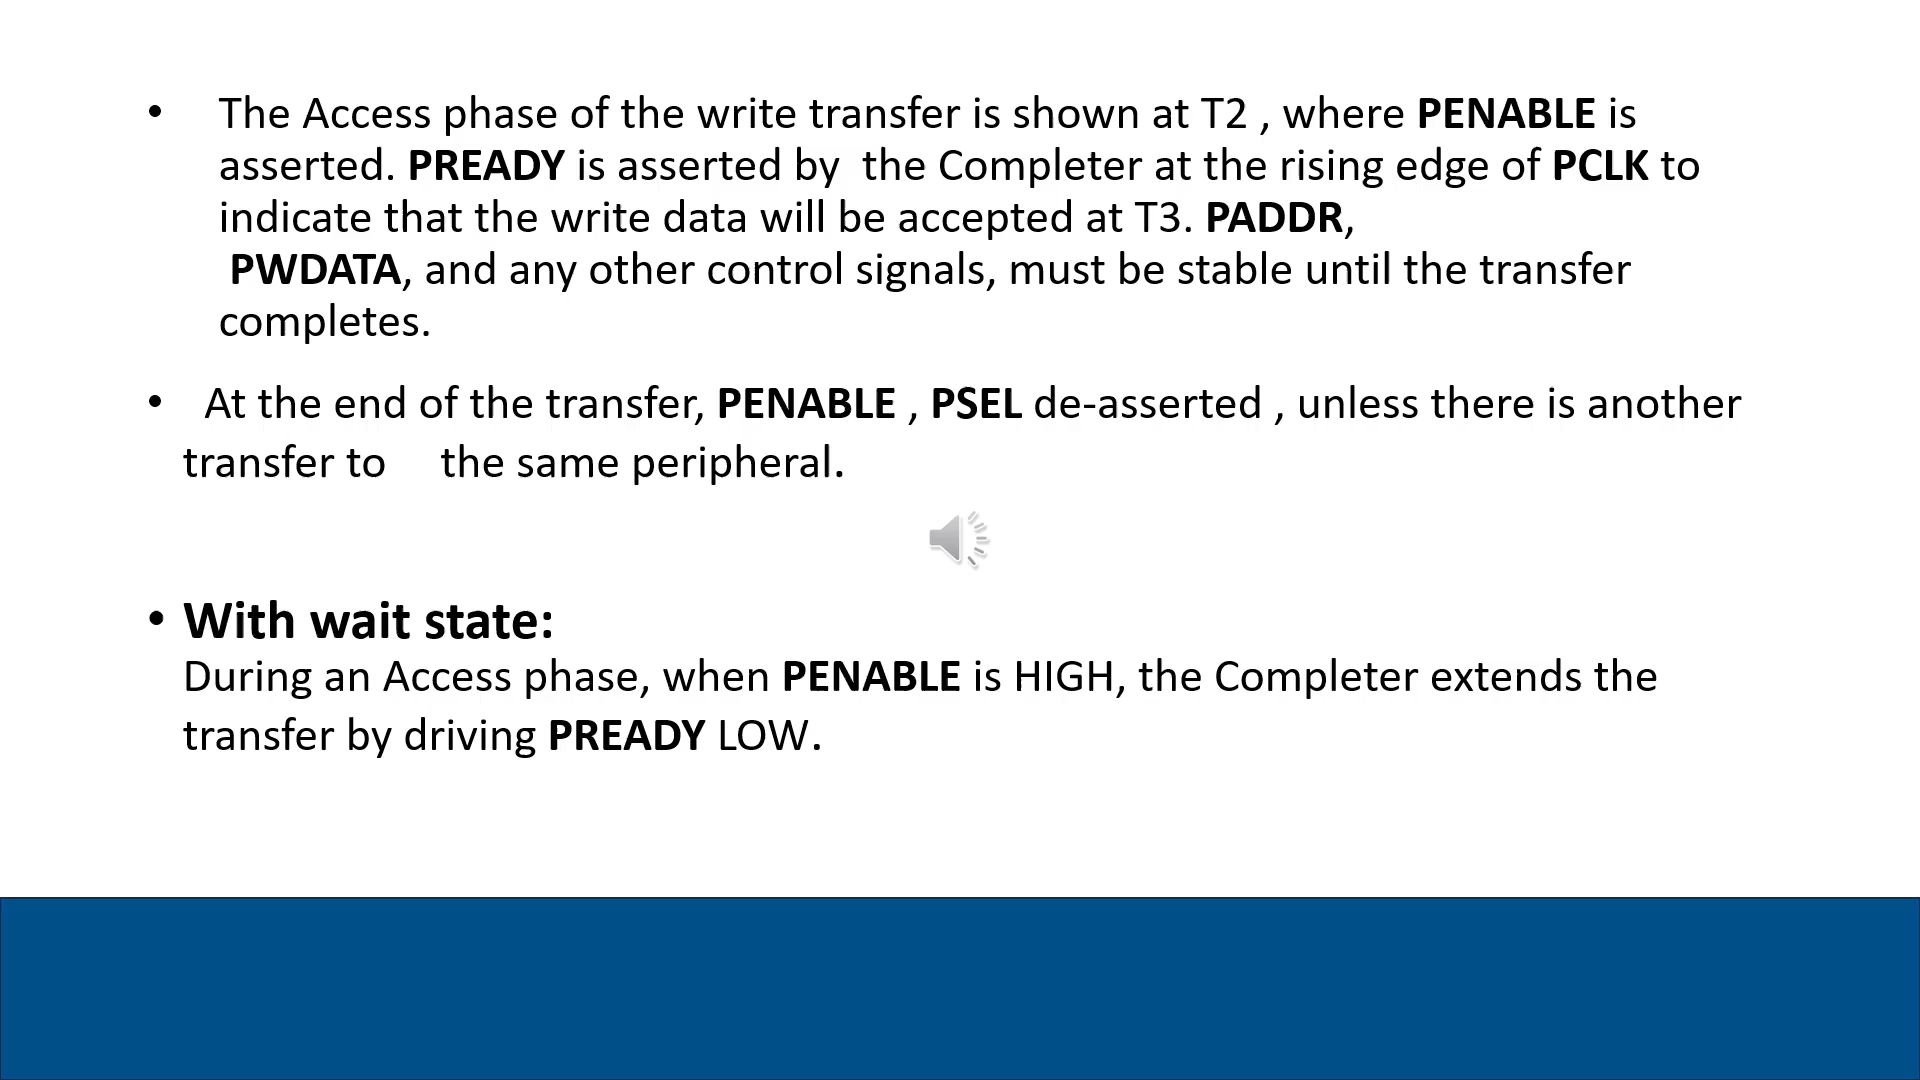 • The Access phase of the write transfer is shown at T2 , where PENABLE is
asserted. PREADY is asserted by  the Completer at the rising edge of PCLK to
indicate that the write data will be accepted at T3. PADDR,
PWDATA, and any other control signals, must be stable until the transfer
completes.
• At the end of the transfer, PENABLE , PSEL de-asserted , unless there is another
transfer to the same peripheral.
• With wait state:
During an Access phase, when PENABLE is HIGH, the Completer extends the
transfer by driving PREADY LOW.